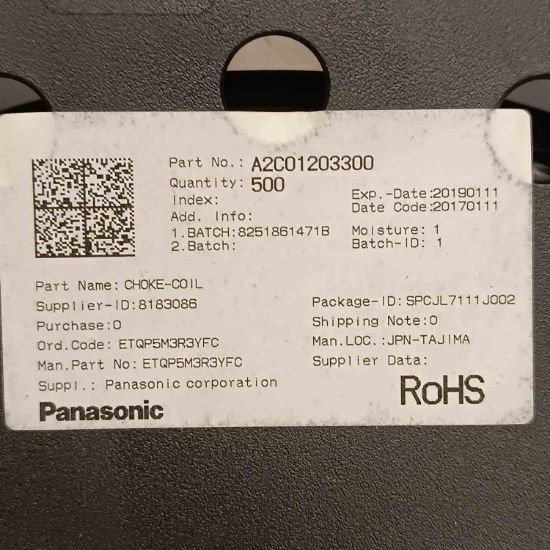 Part No.: A2C01203300
Quantity: 500
Index:
Exp.-Date:20190111
Date Code:20170111
Add. Info:
1.BATCH:8251861471B
Moisture: 1
2.Batch:
Batch-ID: 1
Part Name: CHOKE-COIL
Supplier-ID:8183086
Package-ID: SPCJL7111J002
Purchase:0
Shipping Note:0
Ord.Code: ETQP5M3R3YFC
Man.LOC.:JPN-TAJIMA
Man.Part No: ETQP5M3R3YFC
Supplier Data:
Suppl.: Panasonic corporation
Panasonic
RoHS